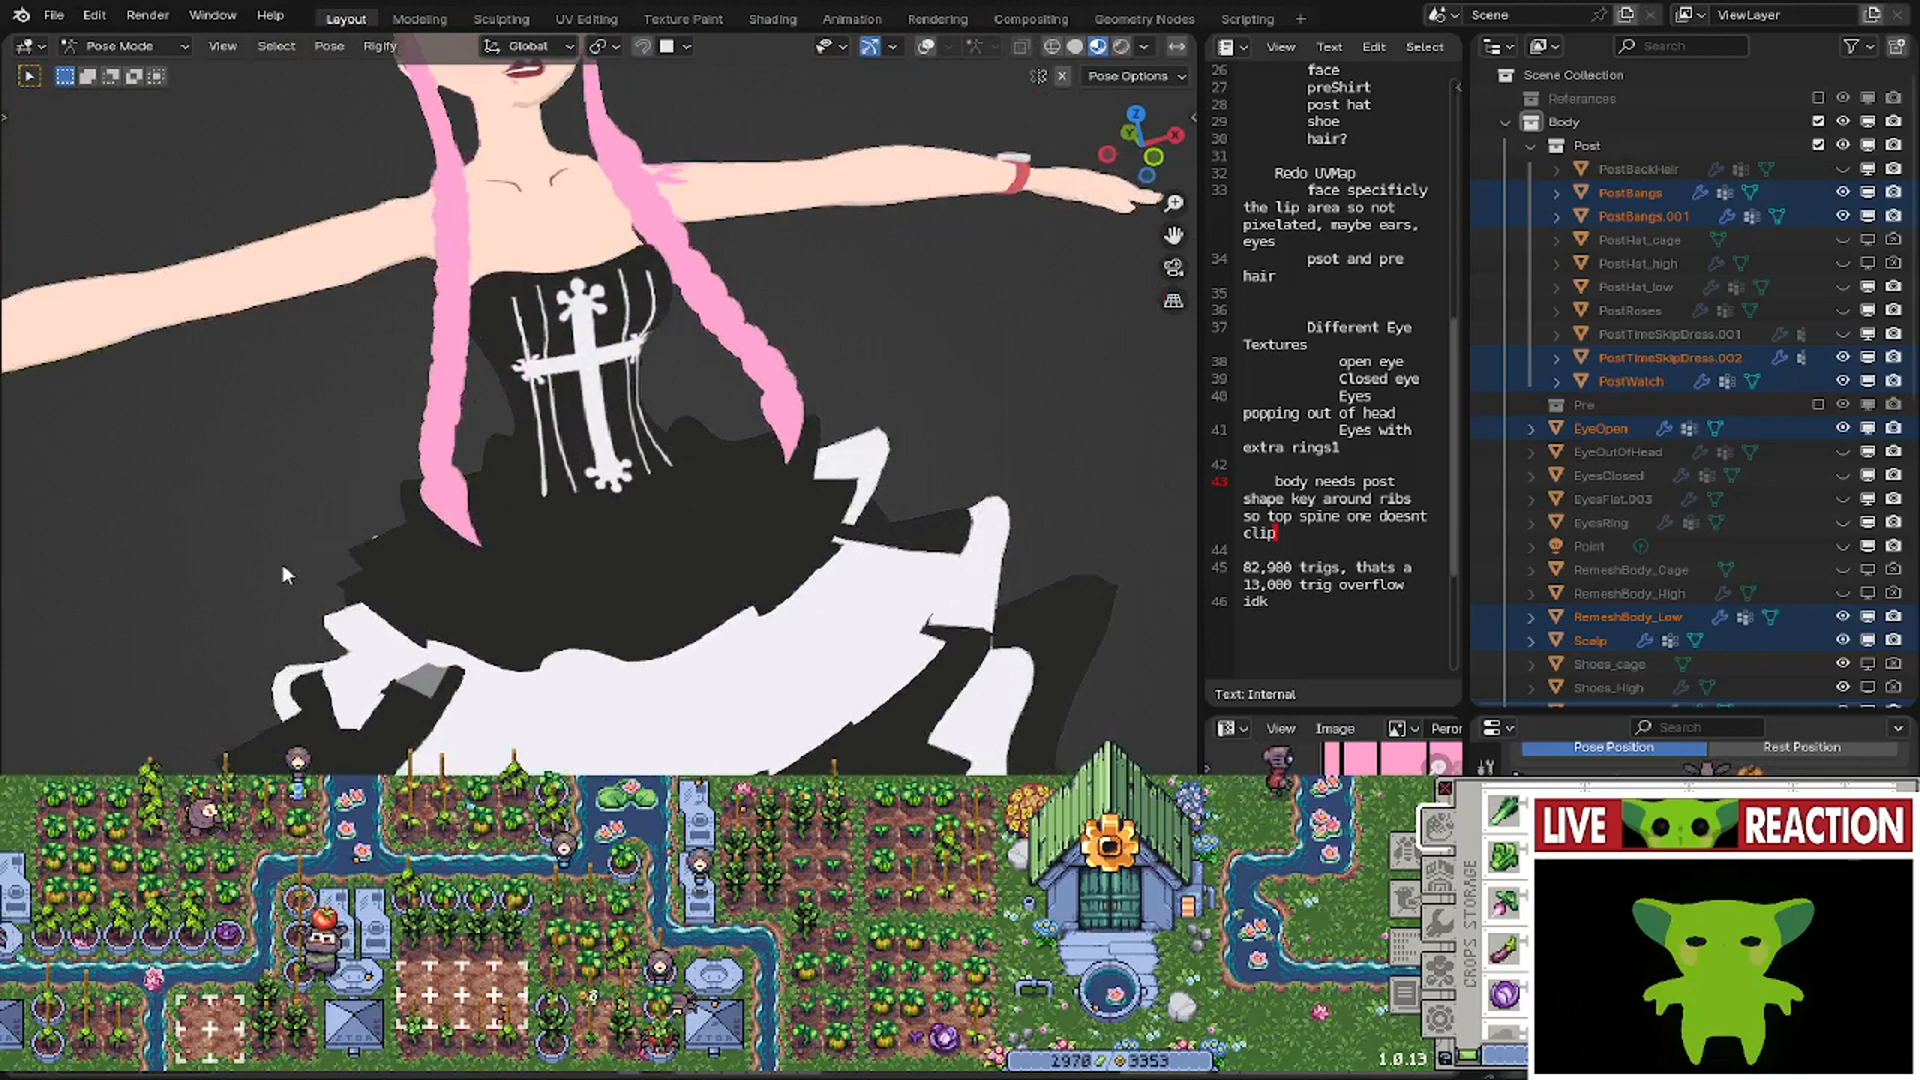 File Edit Render Window Help
Layout Modeling Sculpting UV Editing Texture Paint Shading Animation Rendering Compositing Geometry Nodes Scripting +
Scene
ViewLayer
Pose Mode View Select Pose Rigify
Global
Pose Options
Z
Y
X
View Text Edit Select
26 face
27 preShirt
28 post hat
29 shoe
30 hair?
31
32 Redo UVMap
33 face specificly
the lip area so not
pixelated, maybe ears,
eyes
34 psot and pre
hair
35
36
37 Different Eye
Textures
38 open eye
39 Closed eye
40 Eyes
popping out of head
41 Eyes with
extra rings1
42
43 body needs post
shape key around ribs
so top spine one doesnt
clip
44
45 82,900 trigs, thats a
13,000 trig overflow
46 idk
Text: Internal
View Image Peror
Search
Scene Collection
Referances
Body
Post
PostBackHair
PostBangs
PostBangs.001
PostHat_cage
PostHat_high
PostHat_low
PostRoses
PostTimeSkipDress.001
PostTimeSkipDress.002
PostWatch
Pre
EyeOpen
EyeOutOfHead
EyesClosed
EyesFlat.003
EyesRing
Point
RemeshBody_Cage
RemeshBody_High
RemeshBody_Low
Scalp
Shoes_cage
Shoes_High
Search
Pose Position Rest Position
LIVE REACTION
CROPS STORAGE
2970 3353
1.0.13